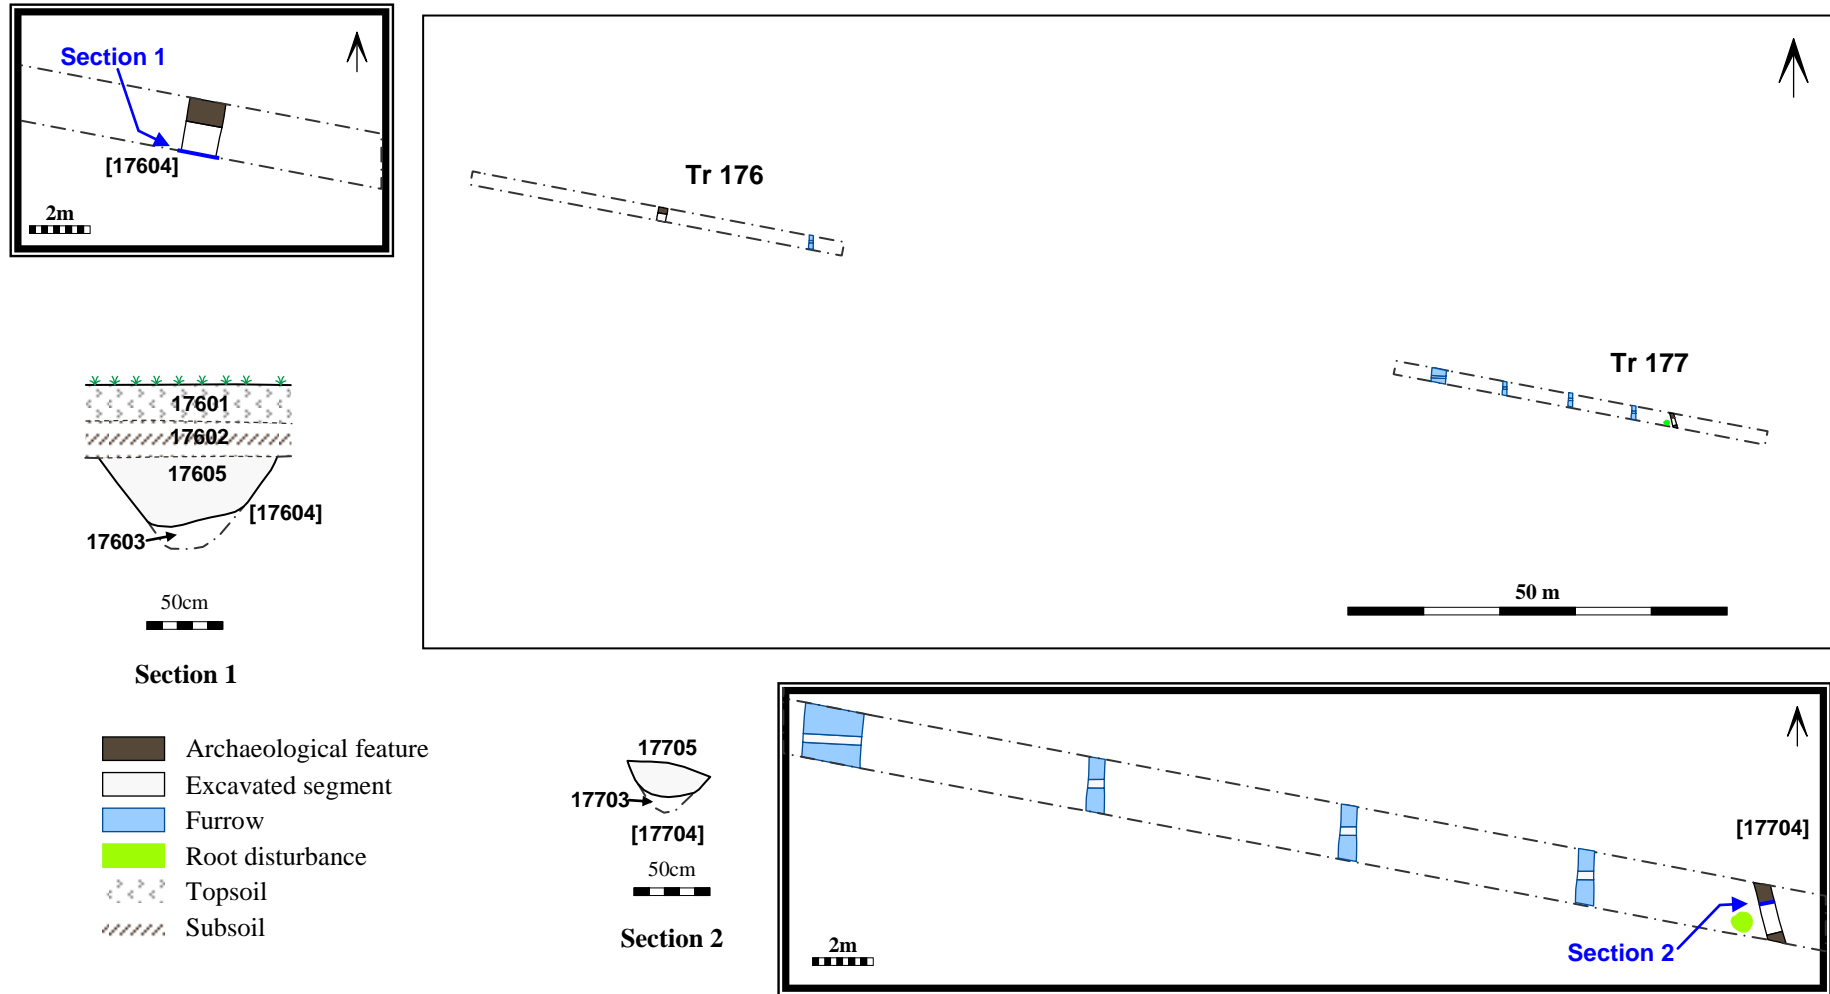 Section 1
[17604]
2m
Tr 176
Tr 177
50 m
17601
17602
17605
[17604]
17603
50cm
Section 1
Archaeological feature
Excavated segment
Furrow
Root disturbance
Topsoil
Subsoil
17705
17703
[17704]
50cm
Section 2
[17704]
Section 2
2m